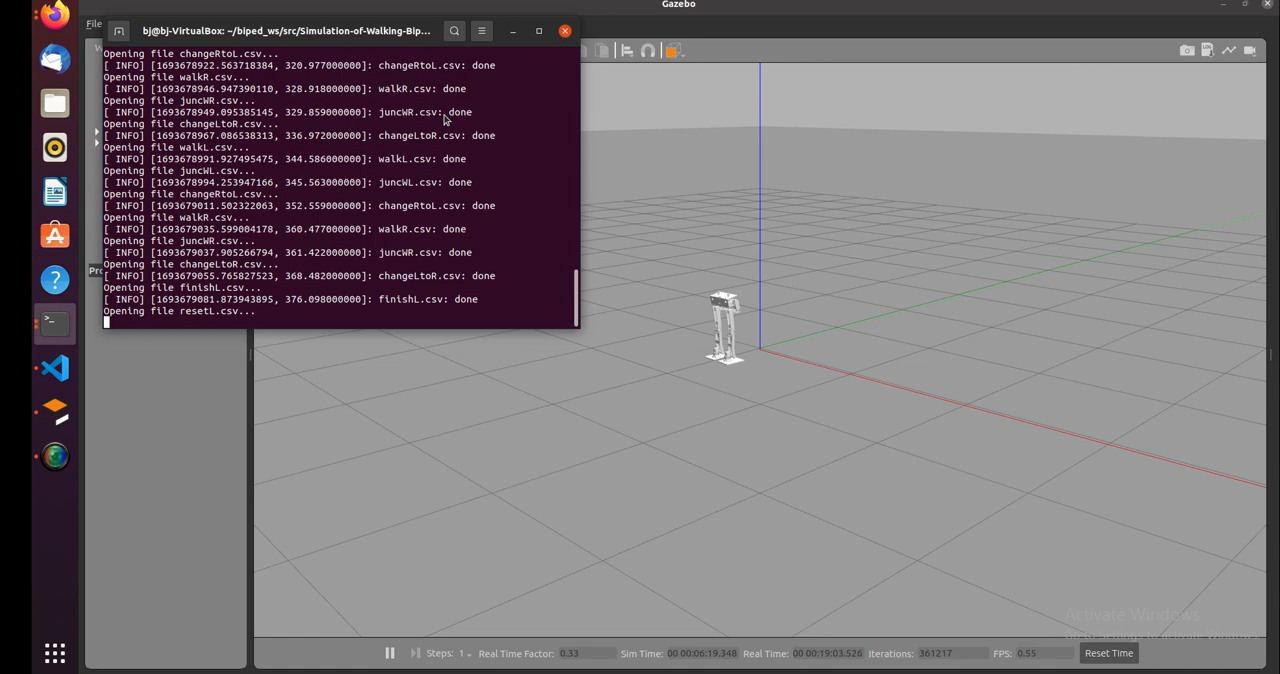 Gazebo
File
bj@bj-VirtualBox: ~/biped_ws/src/Simulation-of-Walking-Bip...
Opening file changeRtoL.csv...
[ INFO] [1693678922.563718384, 320.977000000]: changeRtoL.csv: done
Opening file walkR.csv...
[ INFO] [1693678946.947390110, 328.918000000]: walkR.csv: done
Opening file juncWR.csv...
[ INFO] [1693678949.095385145, 329.859000000]: juncWR.csv: done
Opening file changeLtoR.csv...
[ INFO] [1693678967.086538313, 336.972000000]: changeLtoR.csv: done
Opening file walkL.csv...
[ INFO] [1693678991.927495475, 344.586000000]: walkL.csv: done
Opening file juncWL.csv...
[ INFO] [1693678994.253947166, 345.563000000]: juncWL.csv: done
Opening file changeRtoL.csv...
[ INFO] [1693679011.502322063, 352.559000000]: changeRtoL.csv: done
Opening file walkR.csv...
[ INFO] [1693679035.599004178, 360.477000000]: walkR.csv: done
Opening file juncWR.csv...
[ INFO] [1693679037.905266794, 361.422000000]: juncWR.csv: done
Opening file changeLtoR.csv...
[ INFO] [1693679055.765827523, 368.482000000]: changeLtoR.csv: done
Opening file finishL.csv...
[ INFO] [1693679081.873943895, 376.098000000]: finishL.csv: done
Opening file resetL.csv...
Activate Windows
Steps: 1 Real Time Factor: 0.33 Sim Time: 00 00:06:19.348 Real Time: 00 00:19:03.526 Iterations: 361217 FPS: 0.55 Reset Time